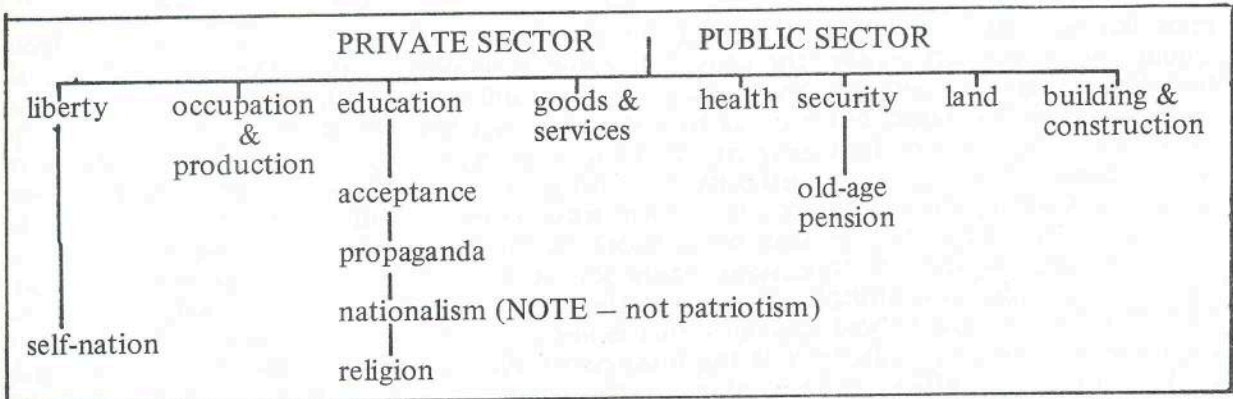 PRIVATE SECTOR PUBLIC SECTOR
liberty occupation education goods & health security land building &
& services construction
production
acceptance old-age
pension
propaganda
nationalism (NOTE – not patriotism)
self-nation
religion